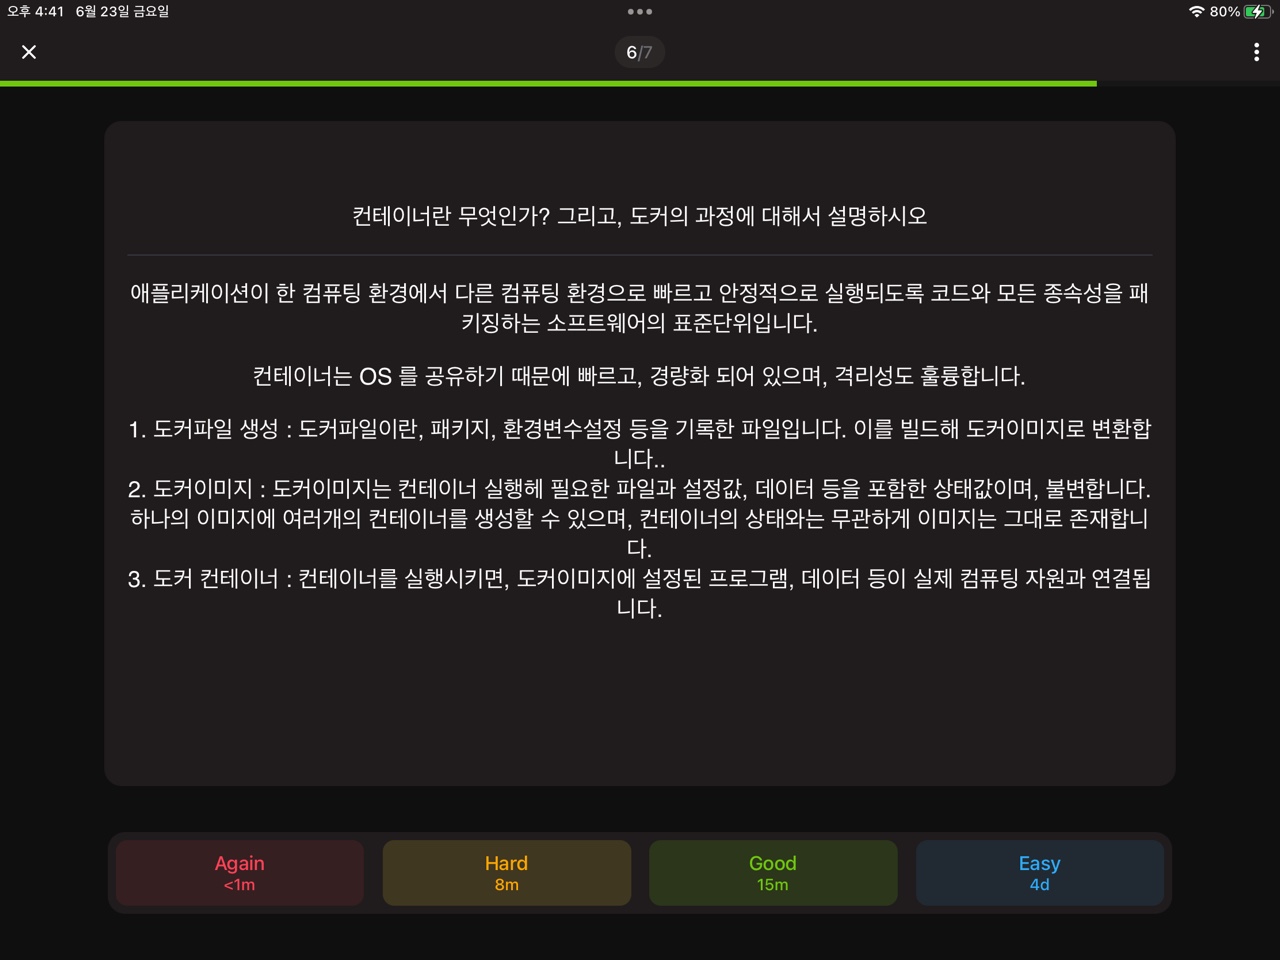 오후 4:41 6월 23일 금요일
80%
6/7
컨테이너란 무엇인가? 그리고, 도커의 과정에 대해서 설명하시오
애플리케이션이 한 컴퓨팅 환경에서 다른 컴퓨팅 환경으로 빠르고 안정적으로 실행되도록 코드와 모든 종속성을 패
키징하는 소프트웨어의 표준단위입니다.
컨테이너는 OS 를 공유하기 때문에 빠르고, 경량화 되어 있으며, 격리성도 훌륭합니다.
1. 도커파일 생성 : 도커파일이란, 패키지, 환경변수설정 등을 기록한 파일입니다. 이를 빌드해 도커이미지로 변환합
니다..
2. 도커이미지 : 도커이미지는 컨테이너 실행헤 필요한 파일과 설정값, 데이터 등을 포함한 상태값이며, 불변합니다.
하나의 이미지에 여러개의 컨테이너를 생성할 수 있으며, 컨테이너의 상태와는 무관하게 이미지는 그대로 존재합니
다.
3. 도커 컨테이너 : 컨테이너를 실행시키면, 도커이미지에 설정된 프로그램, 데이터 등이 실제 컴퓨팅 자원과 연결됩
니다.
Again
<1m
Hard
8m
Good
15m
Easy
4d